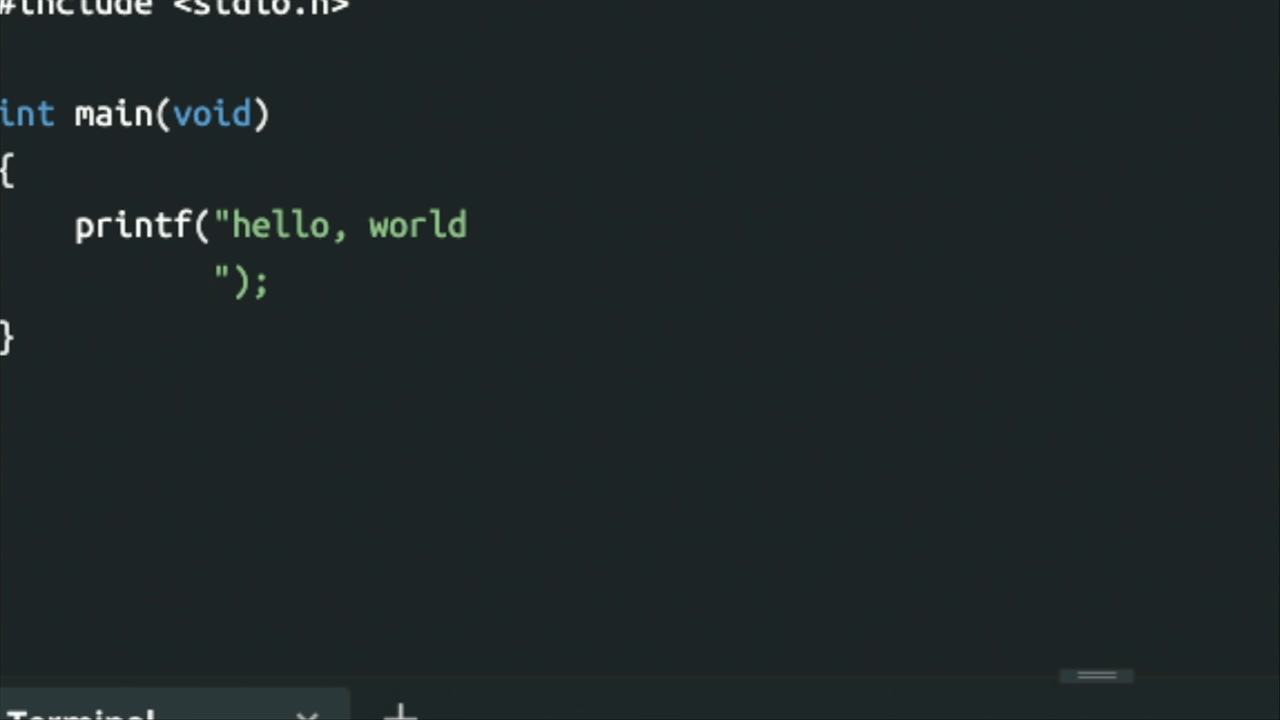 #include <stdio.h>
int main(void)
{
    printf("hello, world
           ");
}
Terminal